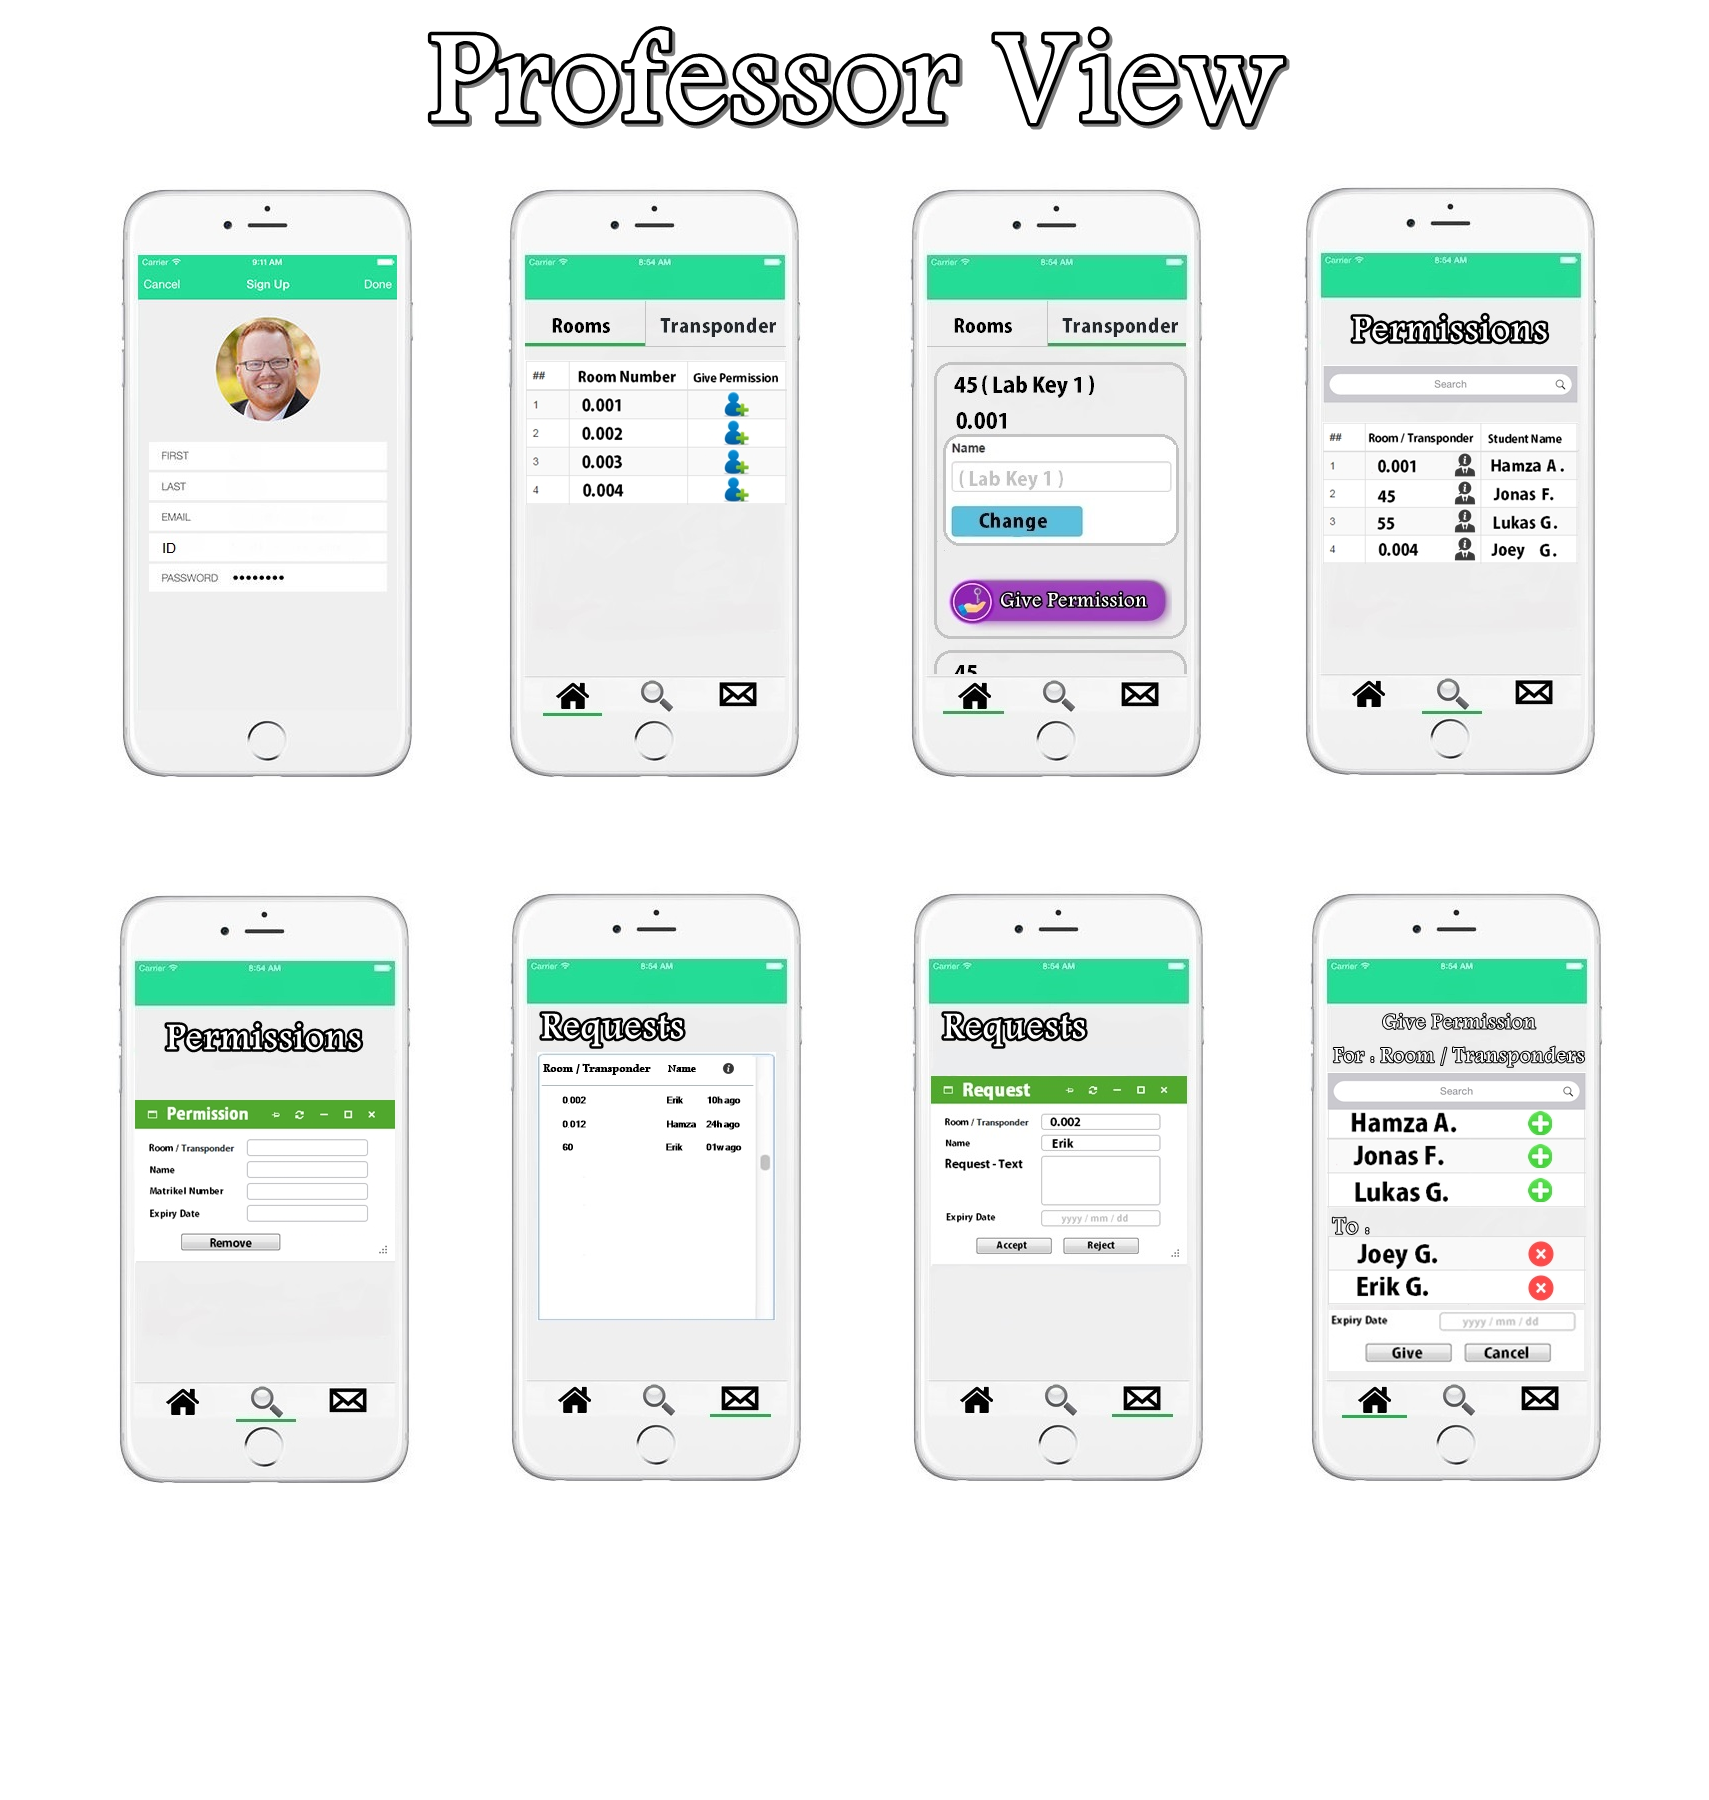 Professor View
Carrier 9:11 AM
Cancel Sign Up Done
FIRST
LAST
EMAIL
ID
PASSWORD ••••••••
Carrier 8:54 AM
Rooms Transponder
## Room Number Give Permission
1 0.001
2 0.002
3 0.003
4 0.004
Carrier 8:54 AM
Rooms Transponder
45 ( Lab Key 1 )
0.001
Name
( Lab Key 1 )
Change
Give Permission
45
Carrier 8:54 AM
Permissions
Search
## Room / Transponder Student Name
1 0.001 Hamza A .
2 45 Jonas F.
3 55 Lukas G.
4 0.004 Joey G.
Carrier 8:54 AM
Permissions
Permission
Room / Transponder
Name
Matrikel Number
Expiry Date
Remove
Carrier 8:54 AM
Requests
Room / Transponder Name
0 002 Erik 10h ago
0 012 Hamza 24h ago
60 Erik 01w ago
Carrier 8:54 AM
Requests
Request
Room / Transponder 0.002
Name Erik
Request - Text
Expiry Date yyyy / mm / dd
Accept Reject
Carrier 8:54 AM
Give Permission
For : Room / Transponders
Search
Hamza A.
Jonas F.
Lukas G.
To :
Joey G.
Erik G.
Expiry Date yyyy / mm / dd
Give Cancel